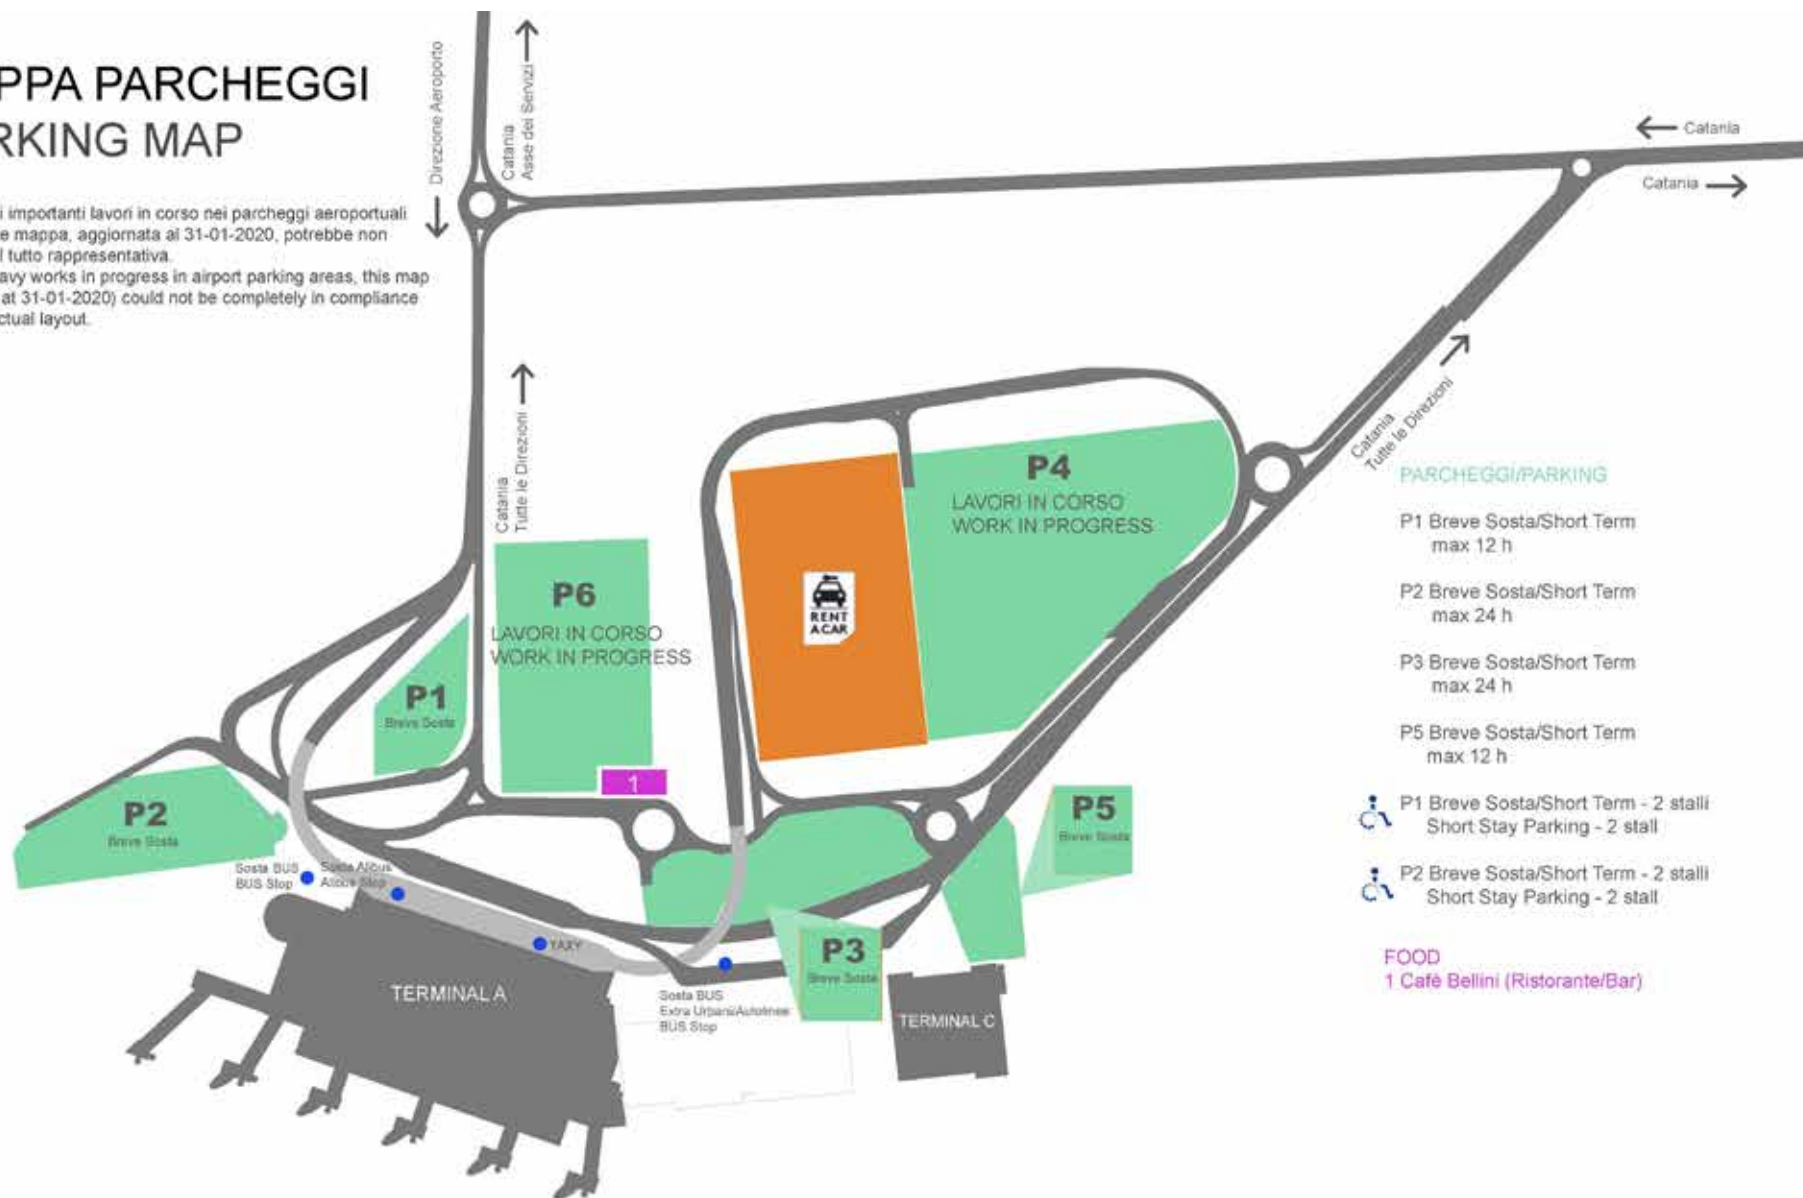 PPA PARCHEGGI
RKING MAP
i importanti lavori in corso nei parcheggi aeroportuali
e mappa, aggiornata al 31-01-2020, potrebbe non
l tutto rappresentativa.
avy works in progress in airport parking areas, this map
at 31-01-2020) could not be completely in compliance
ctual layout.
Direzione Aeroporto
Catania
Asse dei Servizi
Catania
Catania
Catania
Tutte le Direzioni
Catania
Tutte le Direzioni
P4
LAVORI IN CORSO
WORK IN PROGRESS
RENT
A CAR
P6
LAVORI IN CORSO
WORK IN PROGRESS
P1
Breve Sosta
1
P2
Breve Sosta
P5
Breve Sosta
Sosta BUS
BUS Stop
Sosta Alibus
Alibus Stop
TAXY
P3
Breve Sosta
TERMINAL A
Sosta BUS
Extra Urbani/Autolinee
BUS Stop
TERMINAL C
PARCHEGGI/PARKING
P1 Breve Sosta/Short Term
max 12 h
P2 Breve Sosta/Short Term
max 24 h
P3 Breve Sosta/Short Term
max 24 h
P5 Breve Sosta/Short Term
max 12 h
P1 Breve Sosta/Short Term - 2 stalli
Short Stay Parking - 2 stall
P2 Breve Sosta/Short Term - 2 stalli
Short Stay Parking - 2 stall
FOOD
1 Cafè Bellini (Ristorante/Bar)